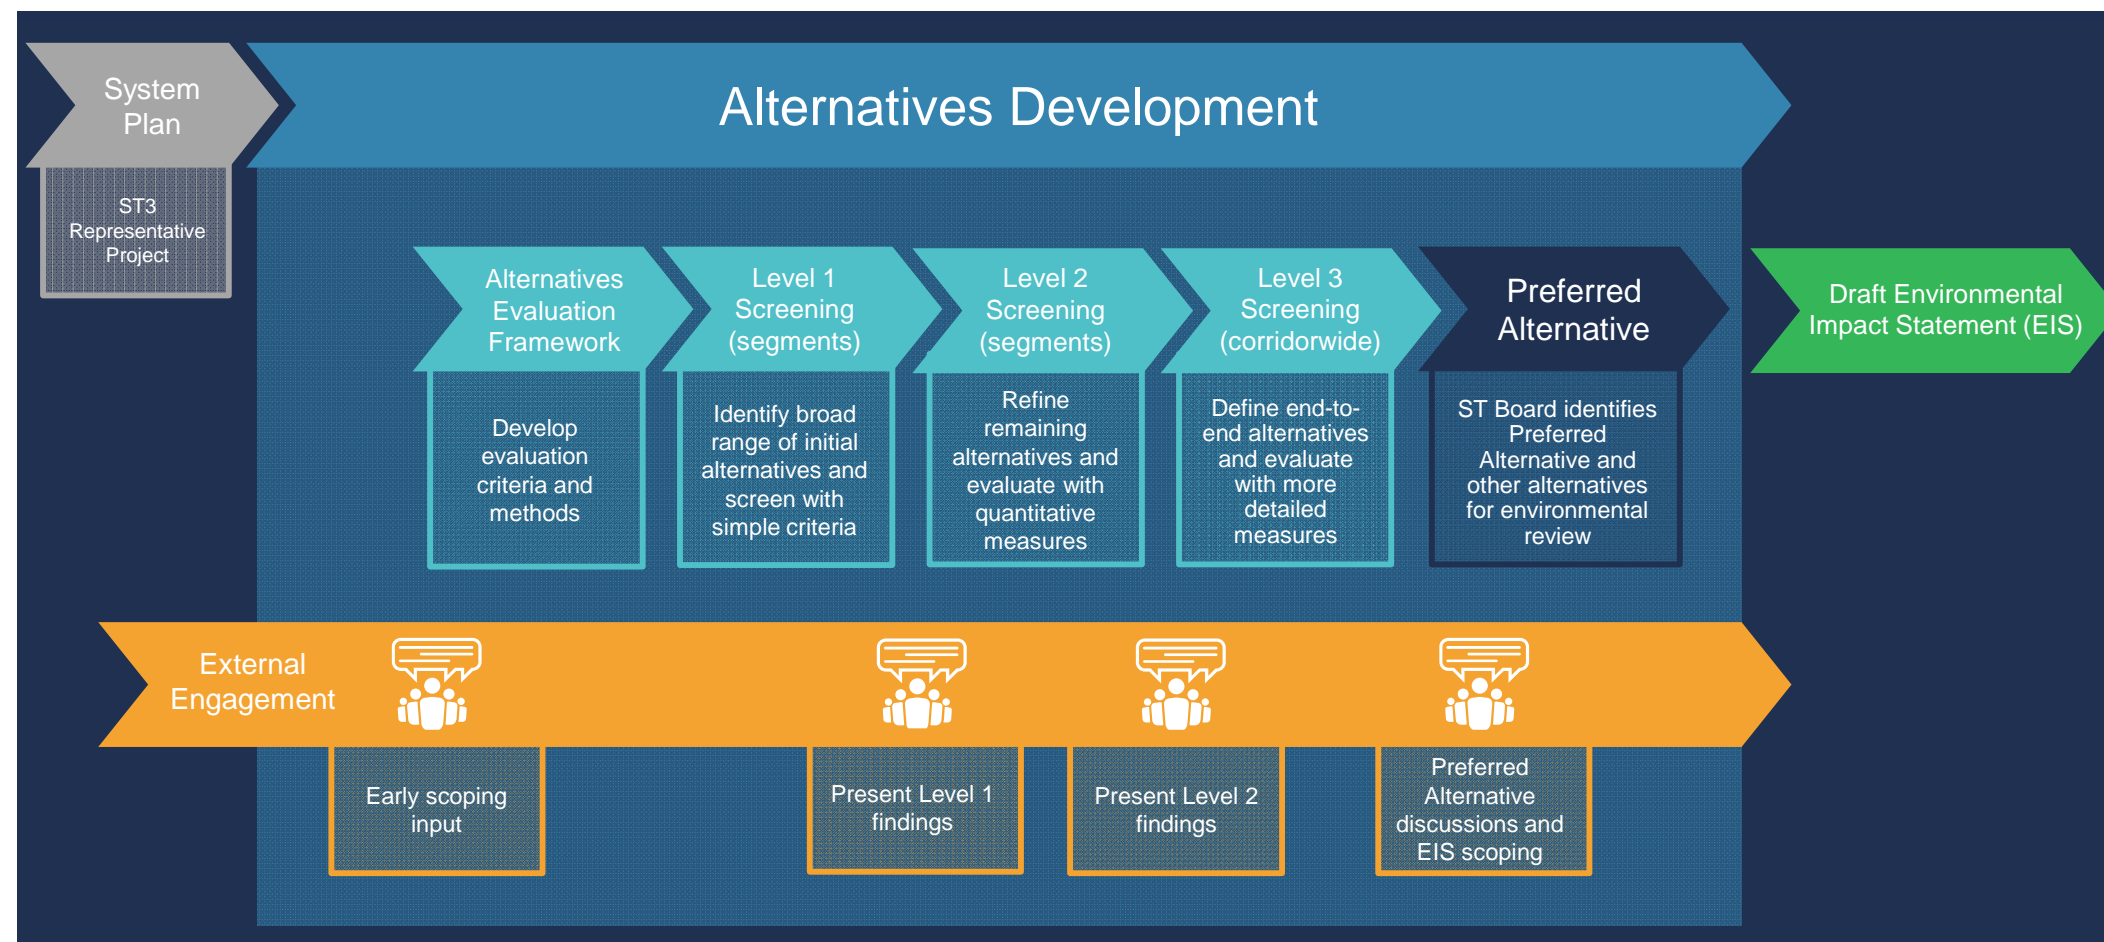 System
Plan
Alternatives Development
ST3
Representative
Project
Alternatives
Evaluation
Framework
Develop
evaluation
criteria and
methods
Level 1
Screening
(segments)
Identify broad
range of initial
alternatives and
screen with
simple criteria
Level 2
Screening
(segments)
Refine
remaining
alternatives and
evaluate with
quantitative
measures
Level 3
Screening
(corridorwide)
Define end-to-
end alternatives
and evaluate
with more
detailed
measures
Preferred
Alternative
ST Board identifies
Preferred
Alternative and
other alternatives
for environmental
review
Draft Environmental
Impact Statement (EIS)
External
Engagement
Early scoping
input
Present Level 1
findings
Present Level 2
findings
Preferred
Alternative
discussions and
EIS scoping